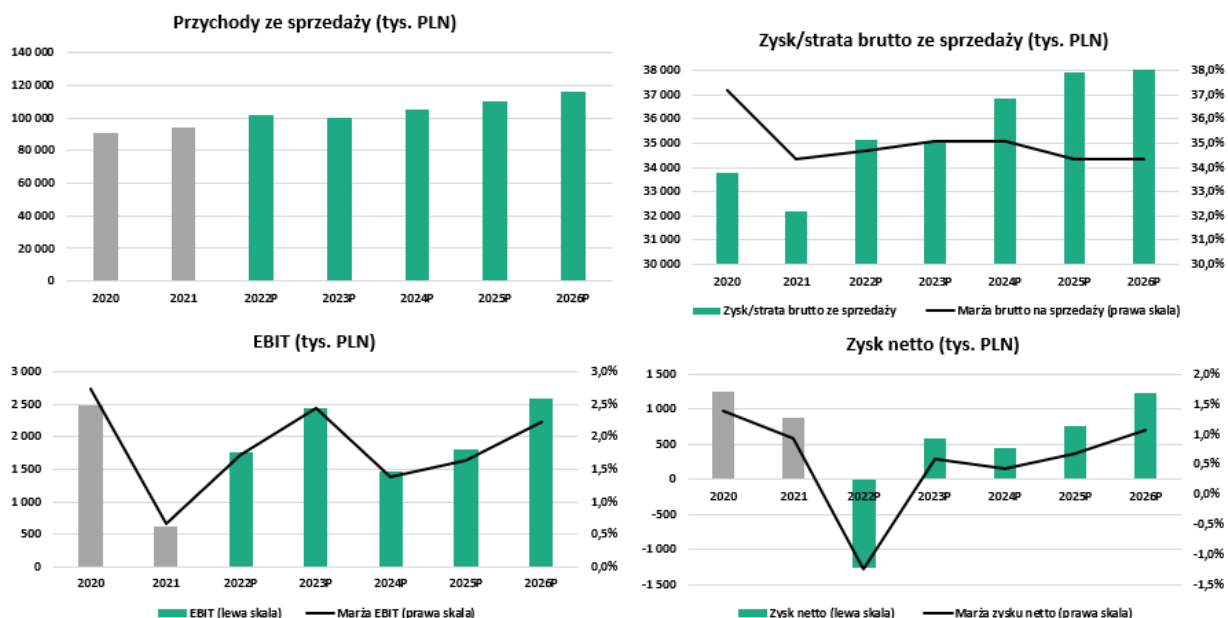 Przychody ze sprzedaży (tys. PLN)
140 000
120 000
100 000
80 000
60 000
40 000
20 000
0
2020 2021 2022P 2023P 2024P 2025P 2026P
Zysk/strata brutto ze sprzedaży (tys. PLN)
38 000 38,0%
37 000 37,0%
36 000 36,0%
35 000 35,0%
34 000 34,0%
33 000 33,0%
32 000 32,0%
31 000 31,0%
30 000 30,0%
2020 2021 2022P 2023P 2024P 2025P 2026P
Zysk/strata brutto ze sprzedaży Marża brutto na sprzedaży (prawa skala)
EBIT (tys. PLN)
3 000 3,0%
2 500 2,5%
2 000 2,0%
1 500 1,5%
1 000 1,0%
500 0,5%
0 0,0%
2020 2021 2022P 2023P 2024P 2025P 2026P
EBIT (lewa skala) Marża EBIT (prawa skala)
Zysk netto (tys. PLN)
1 500 2,0%
1 000 1,5%
500 1,0%
0 0,5%
-500 0,0%
-1 000 -0,5%
-1 500 -1,0%
-1,5%
2020 2021 2022P 2023P 2024P 2025P 2026P
Zysk netto (lewa skala) Marża zysku netto (prawa skala)